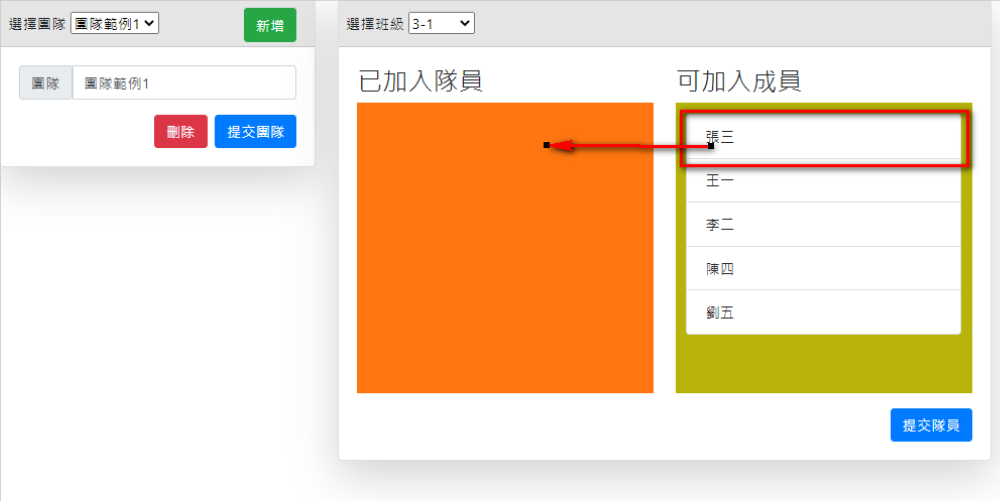 選擇團隊 團隊範例1 新增
團隊 團隊範例1
刪除 提交團隊
選擇班級 3-1
已加入隊員
可加入成員
張三
王一
李二
陳四
劉五
提交隊員